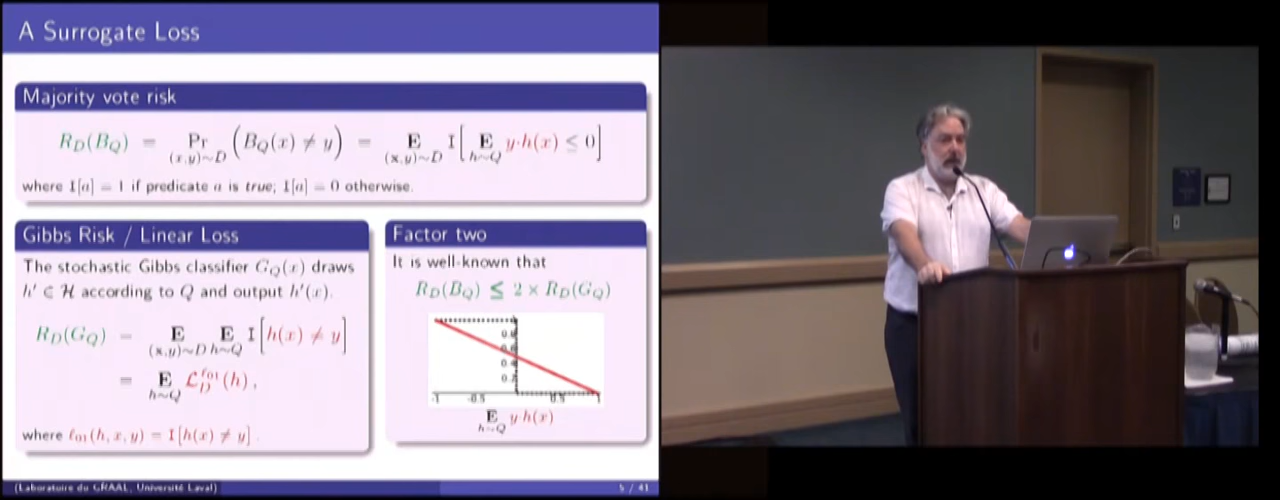 A Surrogate Loss
Majority vote risk
R_D(B_Q) = Pr_{(x,y)∼D} (B_Q(x) ≠ y) = E_{(x,y)∼D} I[E_{h∼Q} y·h(x) ≤ 0]
where I[a] = 1 if predicate a is true; I[a] = 0 otherwise.
Gibbs Risk / Linear Loss
The stochastic Gibbs classifier G_Q(x) draws
h' ∈ H according to Q and output h'(x).
R_D(G_Q) = E_{(x,y)∼D} E_{h∼Q} I[h(x) ≠ y]
= E_{h∼Q} L_D^{ℓ01}(h),
where ℓ01(h, x, y) = I[h(x) ≠ y] .
Factor two
It is well-known that
R_D(B_Q) ≤ 2 × R_D(G_Q)
-1 -0.5 0.5 1
E_{h∼Q} y·h(x)
(Laboratoire du GRAAL, Université Laval)
5 / 41